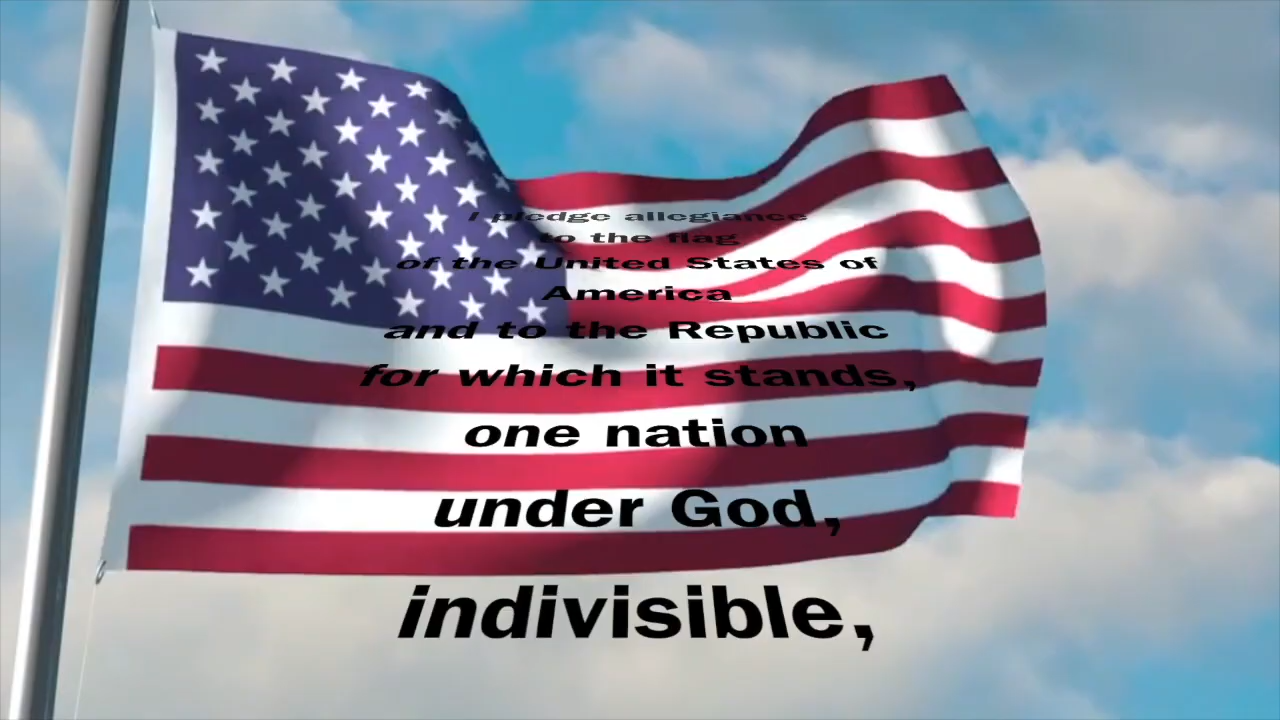 I pledge allegiance
to the flag
of the United States of
America
and to the Republic
for which it stands,
one nation
under God,
indivisible,